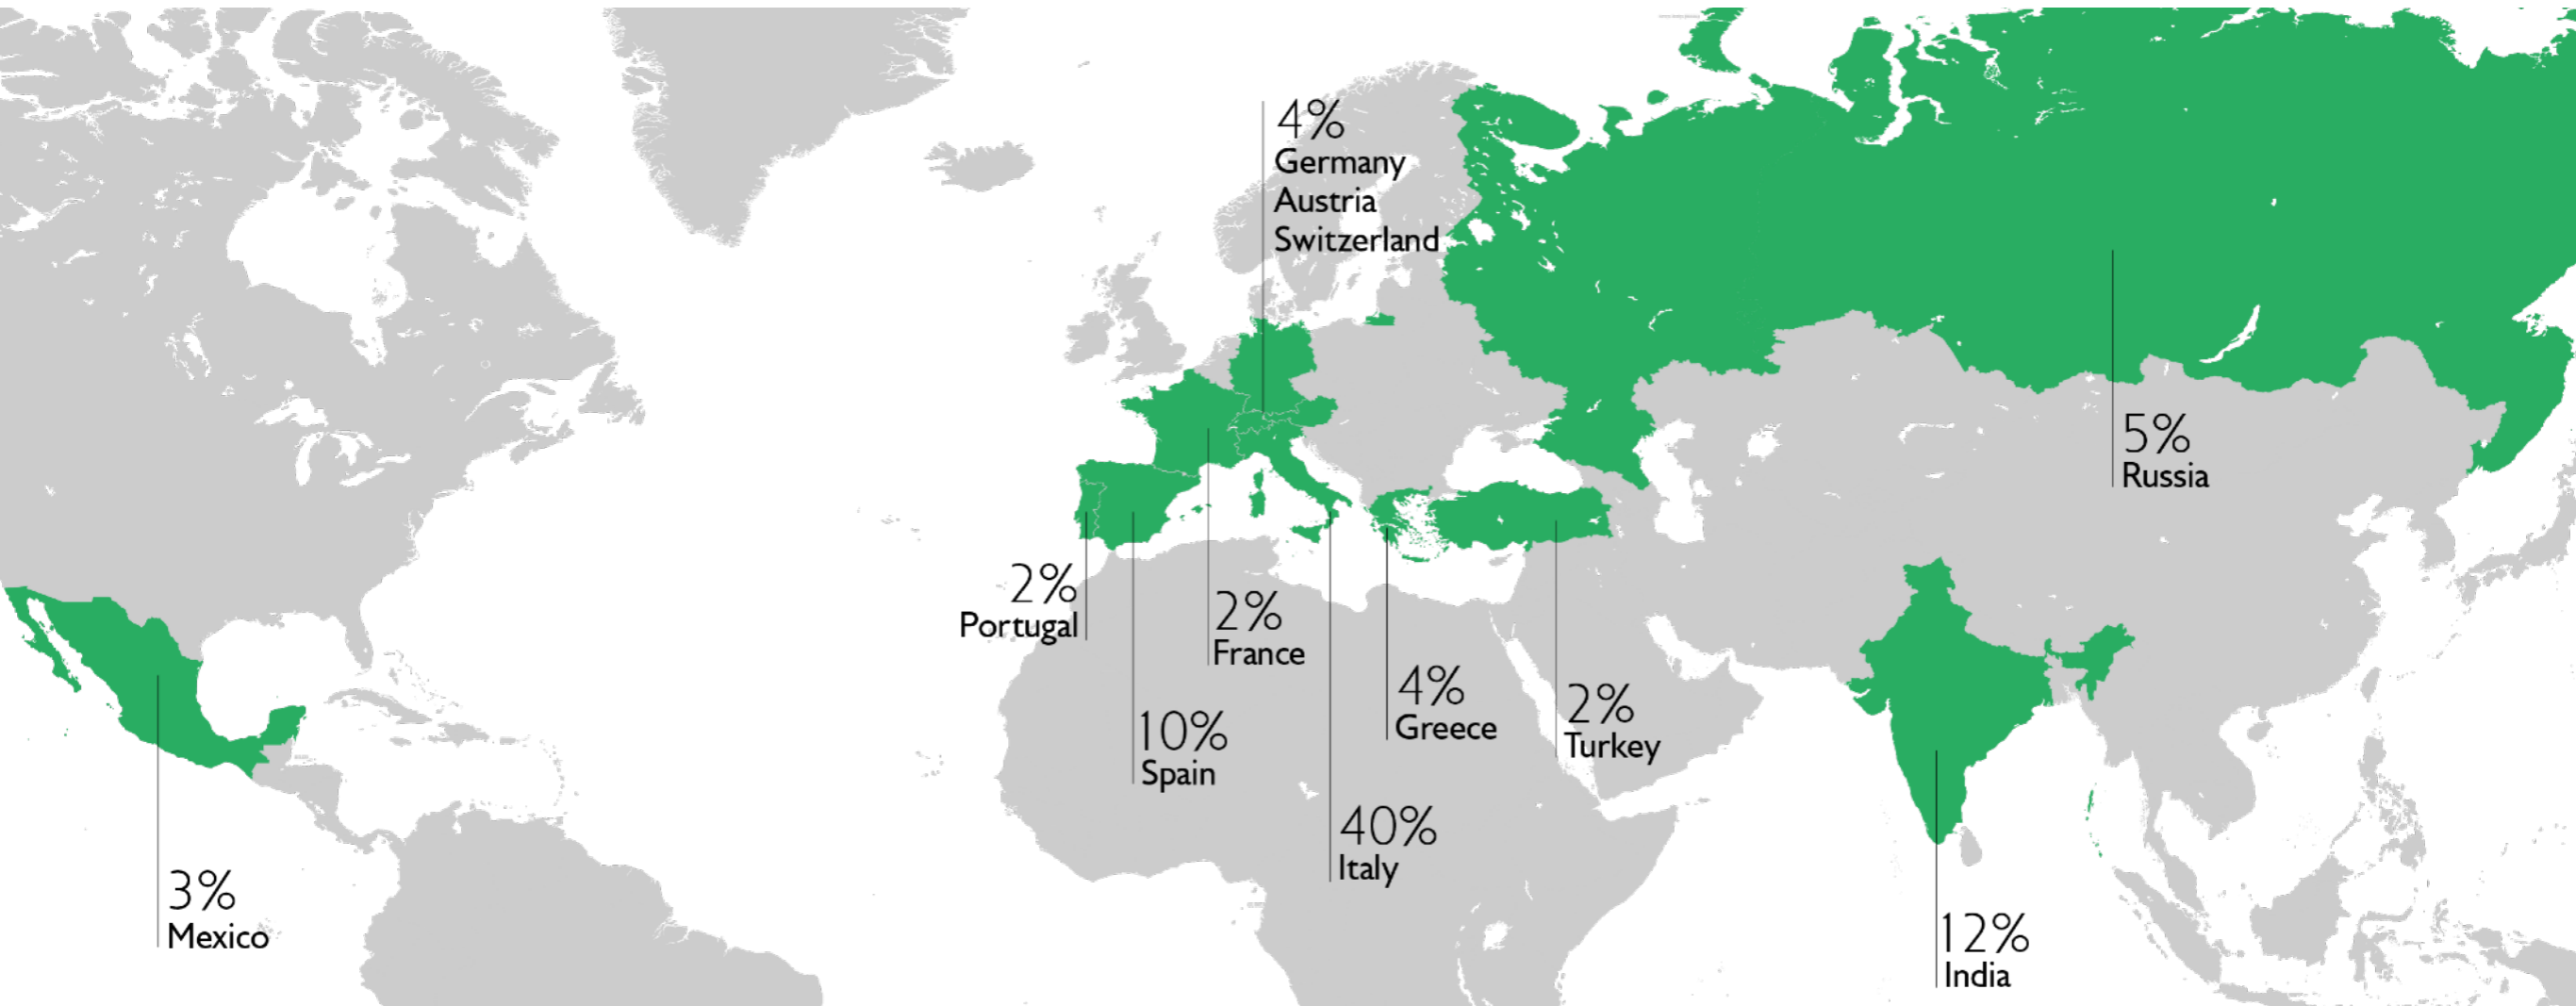 4%
Germany
Austria
Switzerland
5%
Russia
2%
Portugal
2%
France
4%
Greece
2%
Turkey
10%
Spain
40%
Italy
3%
Mexico
12%
India